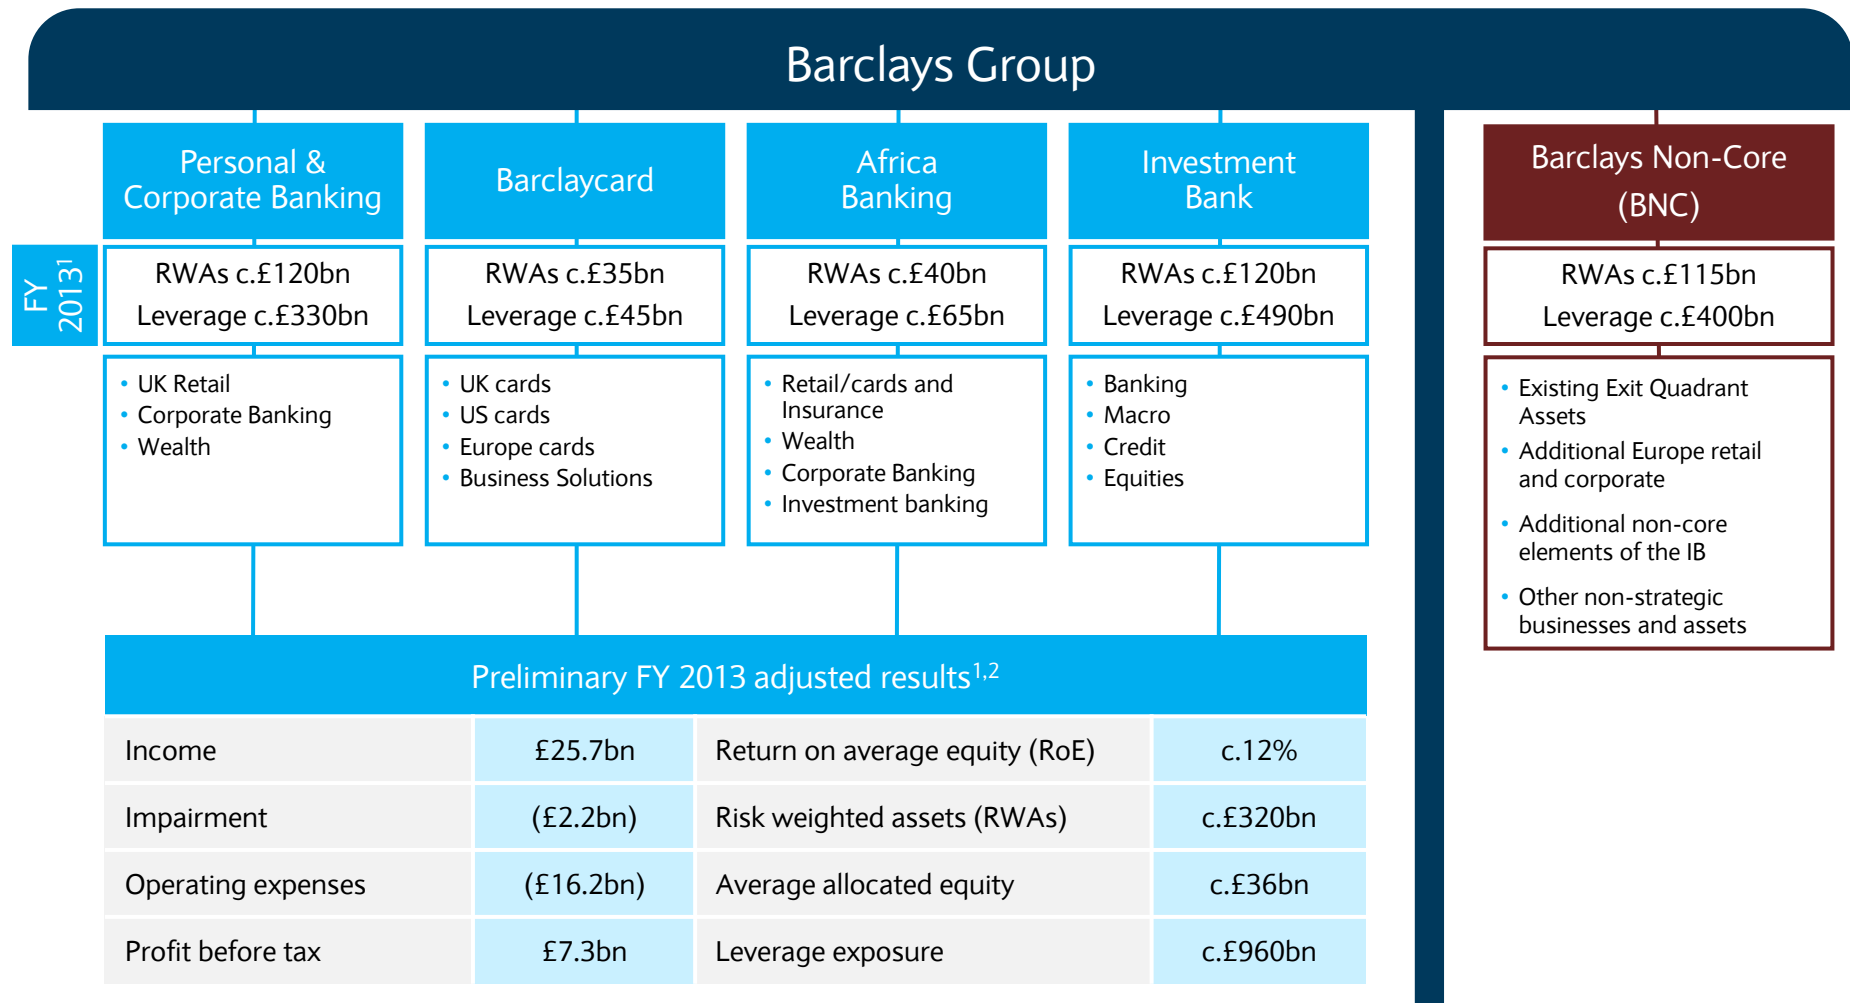 Barclays Group
Personal &
Corporate Banking
Barclaycard
Africa
Banking
Investment
Bank
Barclays Non-Core
(BNC)
FY
2013¹
RWAs c.£120bn
Leverage c.£330bn
RWAs c.£35bn
Leverage c.£45bn
RWAs c.£40bn
Leverage c.£65bn
RWAs c.£120bn
Leverage c.£490bn
RWAs c.£115bn
Leverage c.£400bn
• UK Retail
• Corporate Banking
• Wealth
• UK cards
• US cards
• Europe cards
• Business Solutions
• Retail/cards and
Insurance
• Wealth
• Corporate Banking
• Investment banking
• Banking
• Macro
• Credit
• Equities
• Existing Exit Quadrant
Assets
• Additional Europe retail
and corporate
• Additional non-core
elements of the IB
• Other non-strategic
businesses and assets
Preliminary FY 2013 adjusted results¹,²
Income £25.7bn Return on average equity (RoE) c.12%
Impairment (£2.2bn) Risk weighted assets (RWAs) c.£320bn
Operating expenses (£16.2bn) Average allocated equity c.£36bn
Profit before tax £7.3bn Leverage exposure c.£960bn